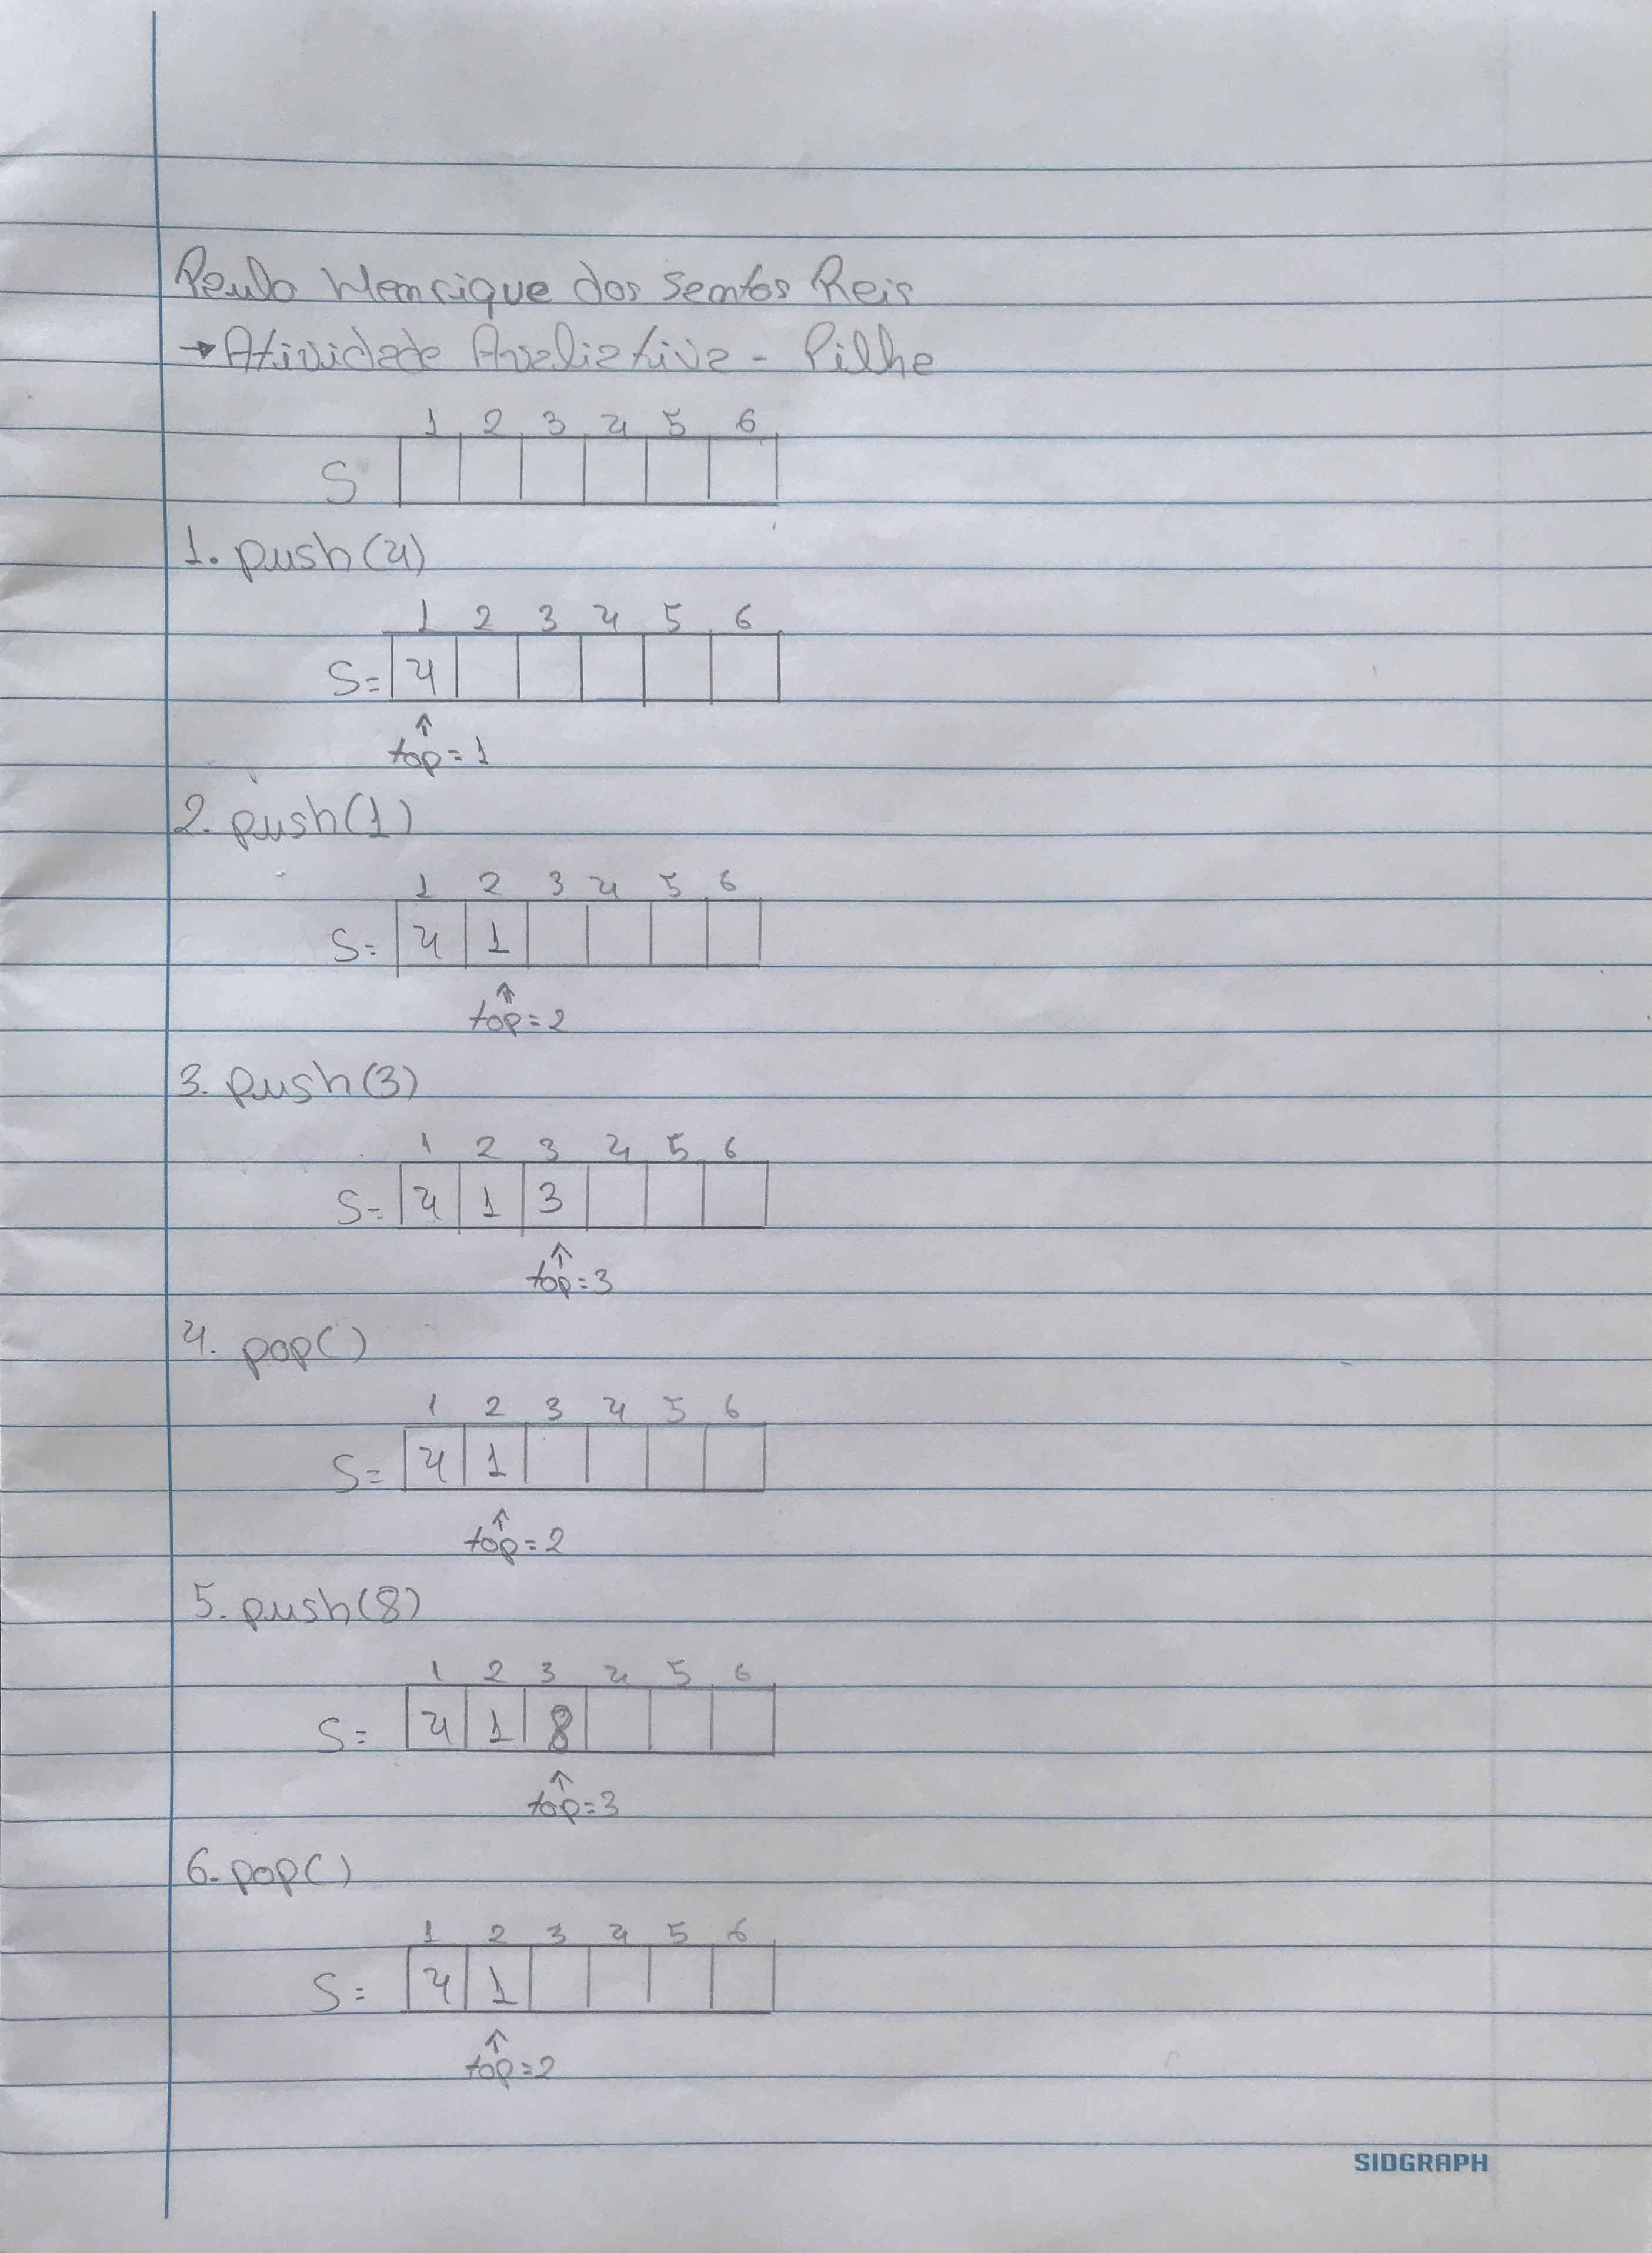 Paulo Henrique dos Santos Reis
→ Atividade Avaliativa - Pilha
1 2 3 4 5 6
S
1. push(4)
1 2 3 4 5 6
S= 4
↑
top = 1
2. push(1)
1 2 3 4 5 6
S= 4 1
↑
top = 2
3. push(3)
1 2 3 4 5 6
S= 4 1 3
↑
top = 3
4. pop()
1 2 3 4 5 6
S= 4 1
↑
top = 2
5. push(8)
1 2 3 4 5 6
S= 4 1 8
↑
top = 3
6. pop()
1 2 3 4 5 6
S= 4 1
↑
top = 2
SIDGRAPH